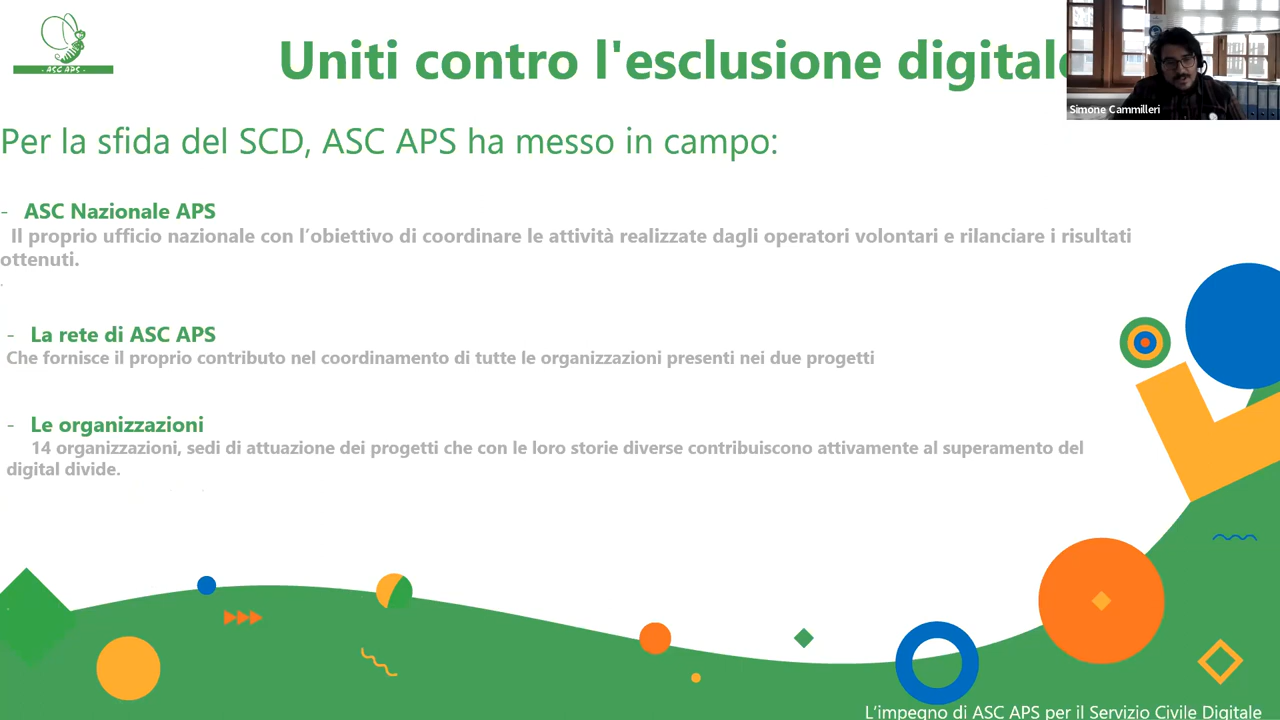 - ASC APS -
Uniti contro l'esclusione digitale
Simone Cammilleri
Per la sfida del SCD, ASC APS ha messo in campo:
- ASC Nazionale APS
Il proprio ufficio nazionale con l’obiettivo di coordinare le attività realizzate dagli operatori volontari e rilanciare i risultati
ottenuti.
- La rete di ASC APS
Che fornisce il proprio contributo nel coordinamento di tutte le organizzazioni presenti nei due progetti
- Le organizzazioni
14 organizzazioni, sedi di attuazione dei progetti che con le loro storie diverse contribuiscono attivamente al superamento del
digital divide.
L’impegno di ASC APS per il Servizio Civile Digitale